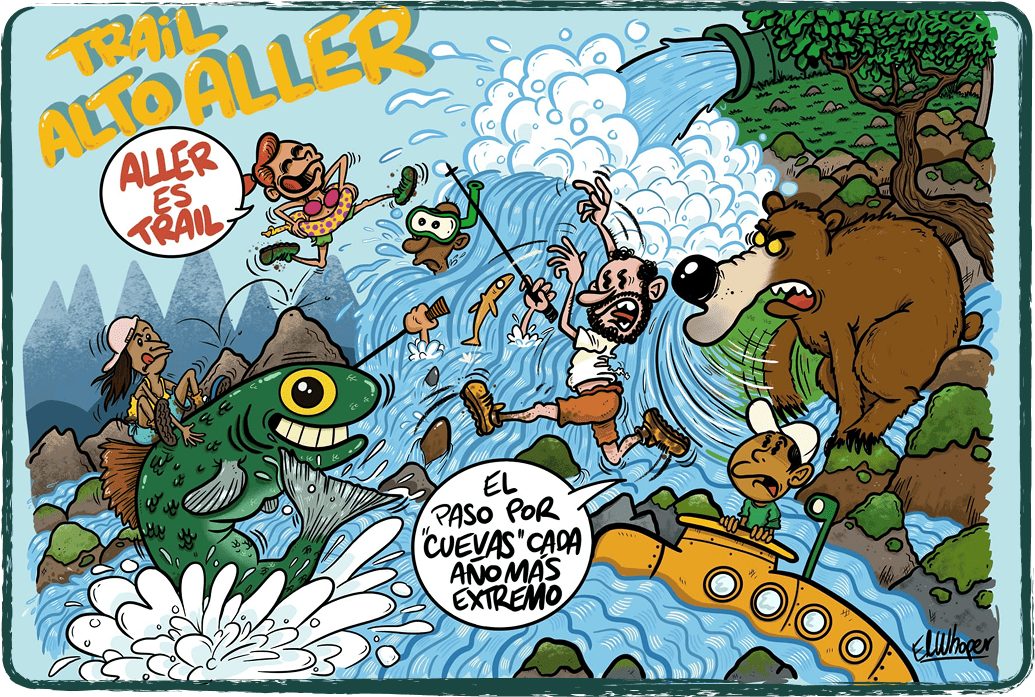 TRAIL
ALTO ALLER
ALLER
ES
TRAIL
EL
PASO POR
"CUEVAS" CADA
AÑO MÁS
EXTREMO
ElWhoper